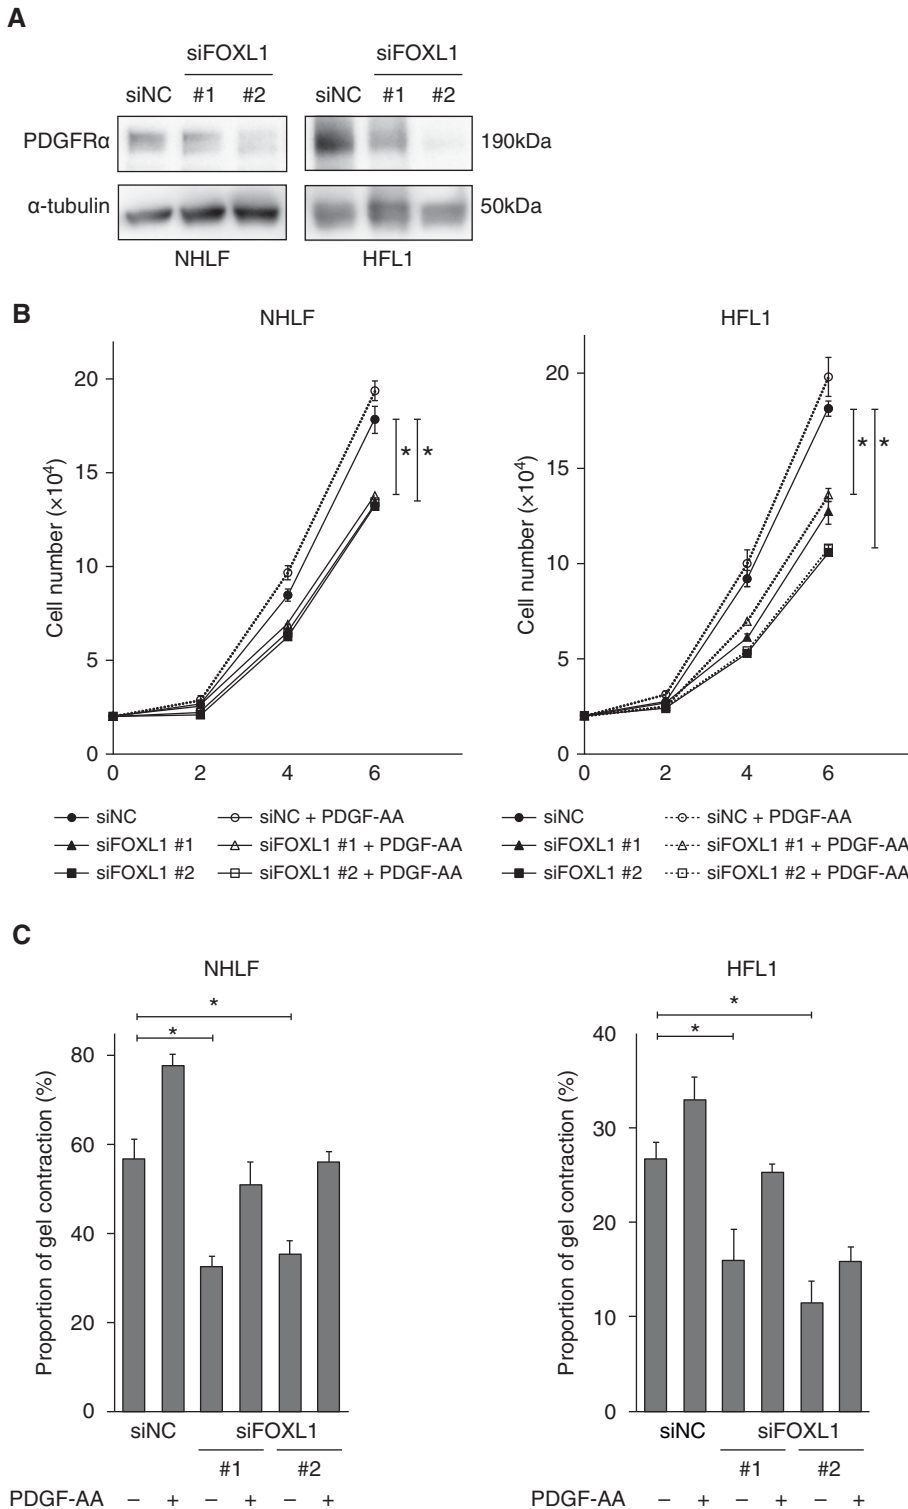 A
siFOXL1 siFOXL1
siNC #1 #2 siNC #1 #2
PDGFRα 190kDa
α-tubulin 50kDa
NHLF HFL1
B
NHLF HFL1
Cell number (×10⁴)
20
15
10
5
0
0 2 4 6
Cell number (×10⁴)
20
15
10
5
0
0 2 4 6
* *
* *
siNC siNC + PDGF-AA
siFOXL1 #1 siFOXL1 #1 + PDGF-AA
siFOXL1 #2 siFOXL1 #2 + PDGF-AA
siNC siNC + PDGF-AA
siFOXL1 #1 siFOXL1 #1 + PDGF-AA
siFOXL1 #2 siFOXL1 #2 + PDGF-AA
C
NHLF
*
*
Proportion of gel contraction (%)
80
60
40
20
0
siNC siFOXL1
#1 #2
PDGF-AA – + – + – +
HFL1
*
*
Proportion of gel contraction (%)
40
30
20
10
0
siNC siFOXL1
#1 #2
PDGF-AA – + – + – +